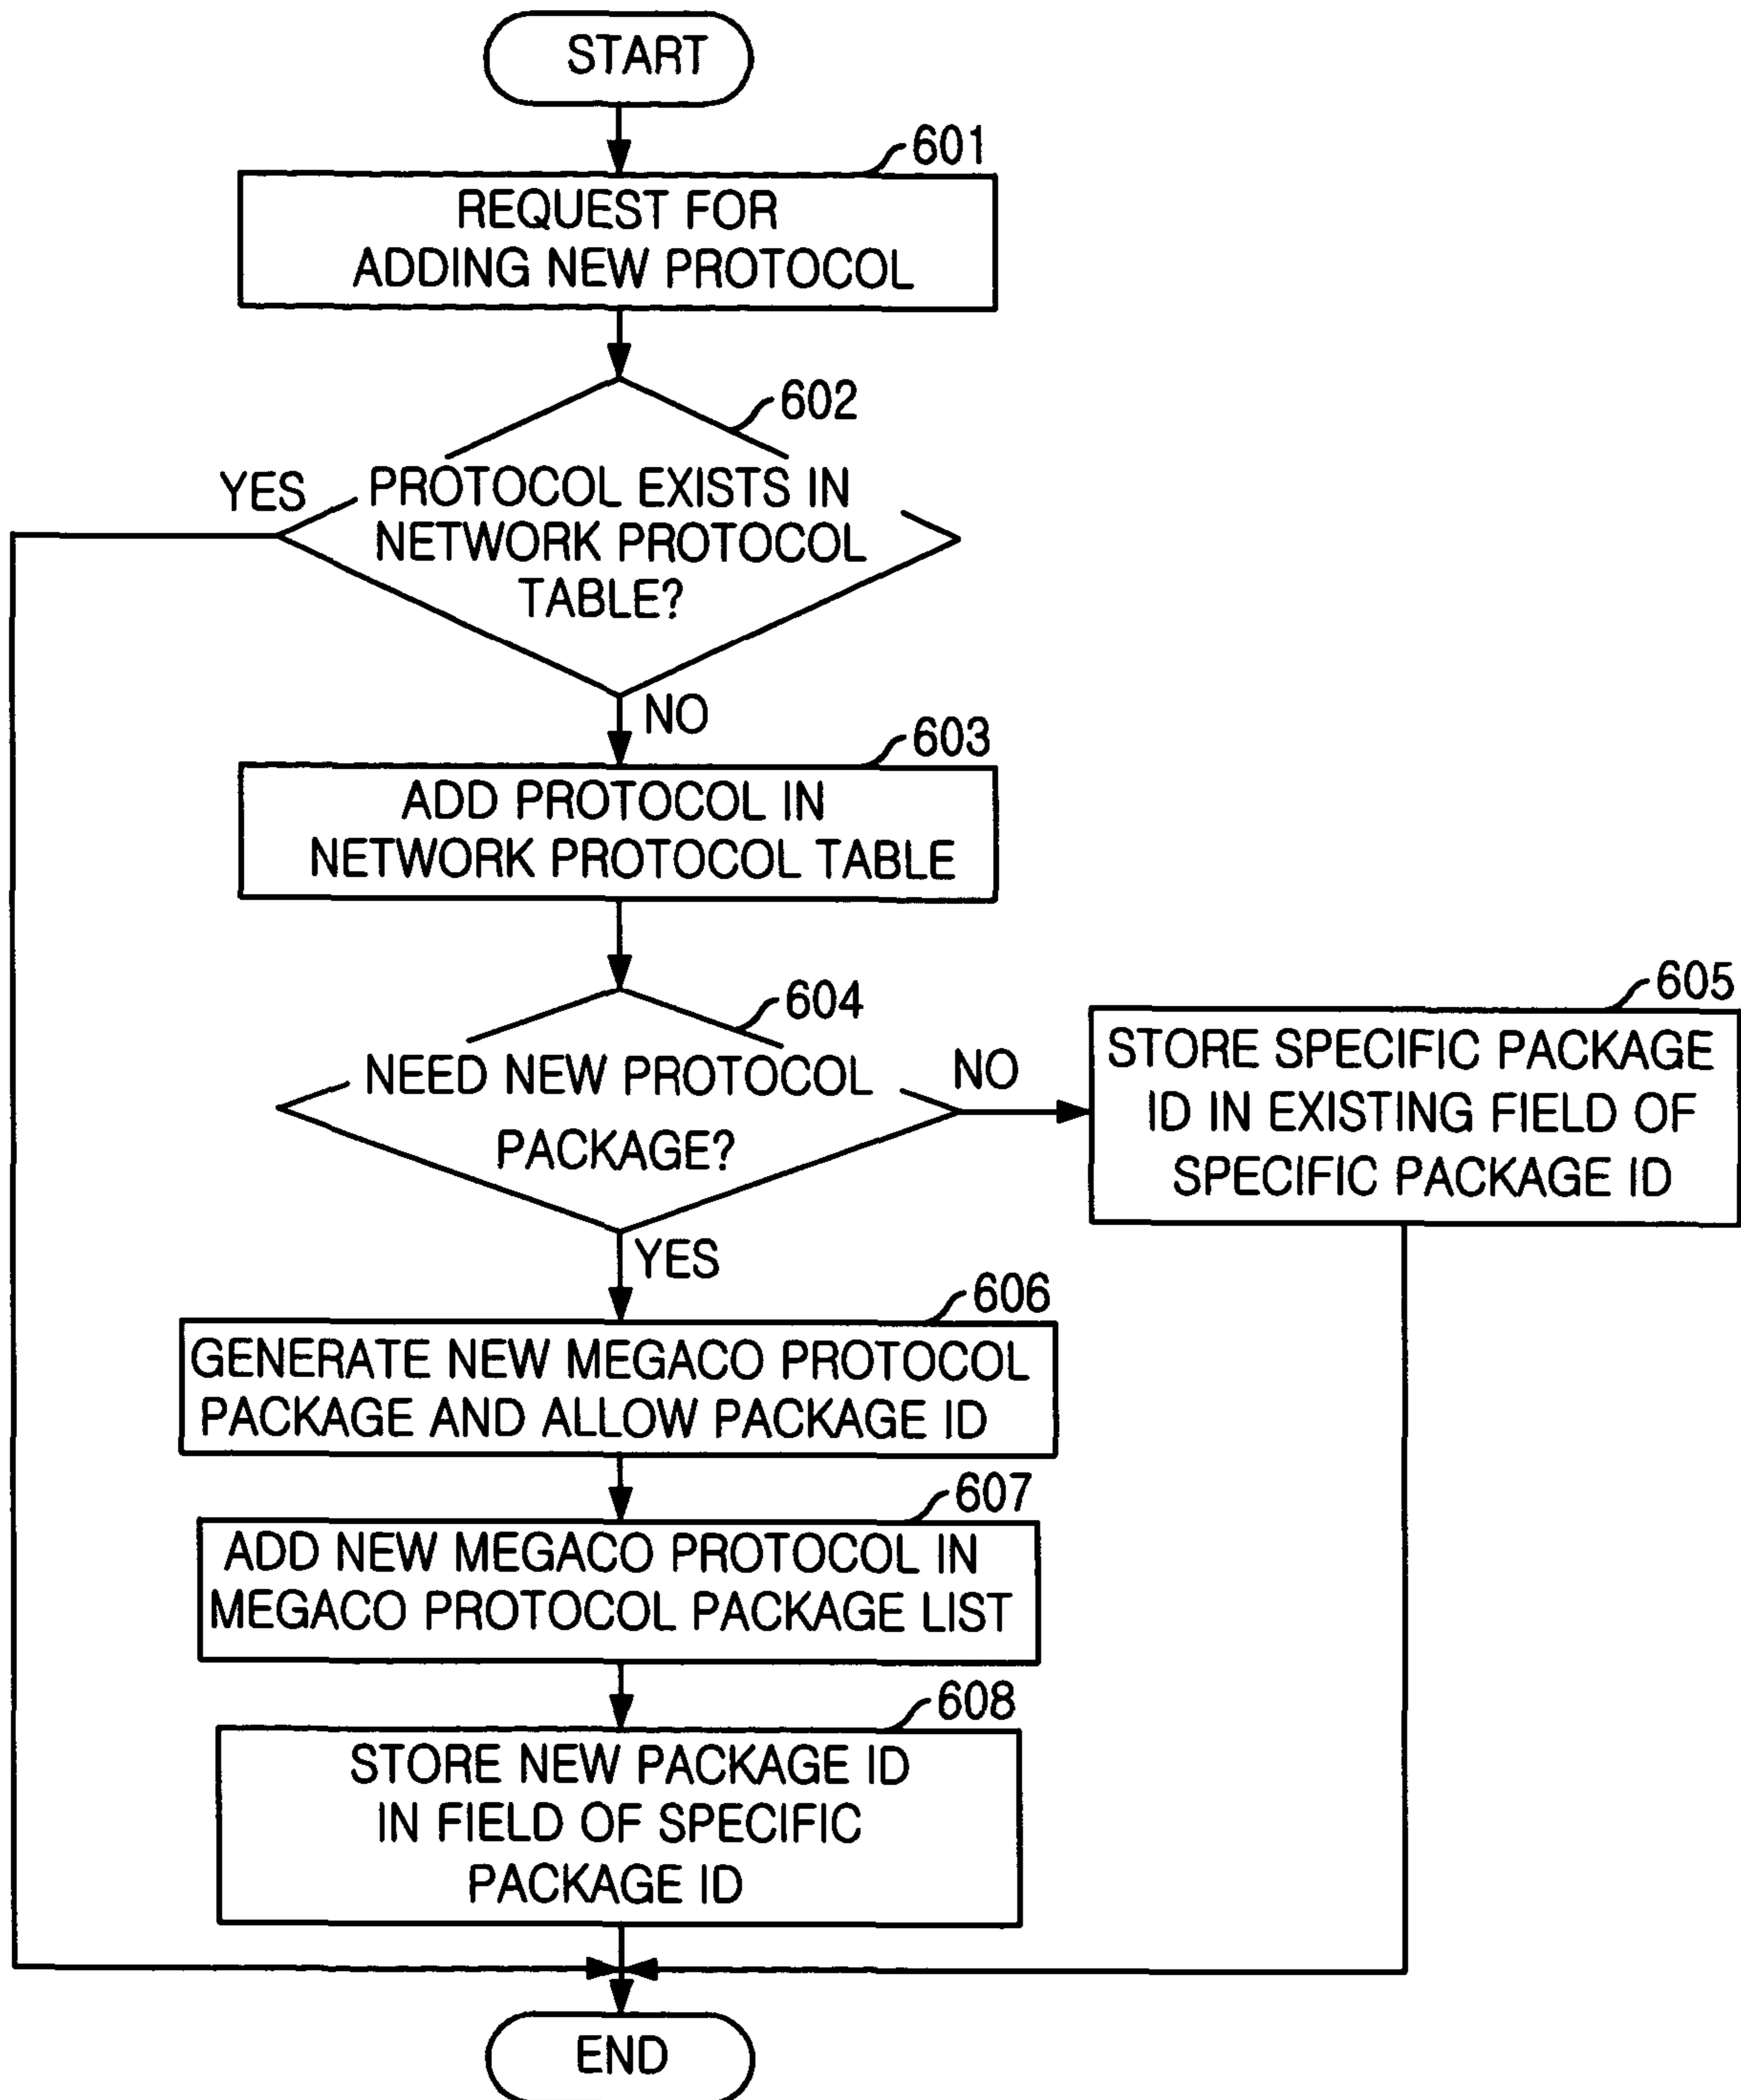 START
601
REQUEST FOR
ADDING NEW PROTOCOL
602
YES
PROTOCOL EXISTS IN
NETWORK PROTOCOL
TABLE?
NO
603
ADD PROTOCOL IN
NETWORK PROTOCOL TABLE
604
NEED NEW PROTOCOL
PACKAGE?
NO
605
STORE SPECIFIC PACKAGE
ID IN EXISTING FIELD OF
SPECIFIC PACKAGE ID
YES
606
GENERATE NEW MEGACO PROTOCOL
PACKAGE AND ALLOW PACKAGE ID
607
ADD NEW MEGACO PROTOCOL IN
MEGACO PROTOCOL PACKAGE LIST
608
STORE NEW PACKAGE ID
IN FIELD OF SPECIFIC
PACKAGE ID
END